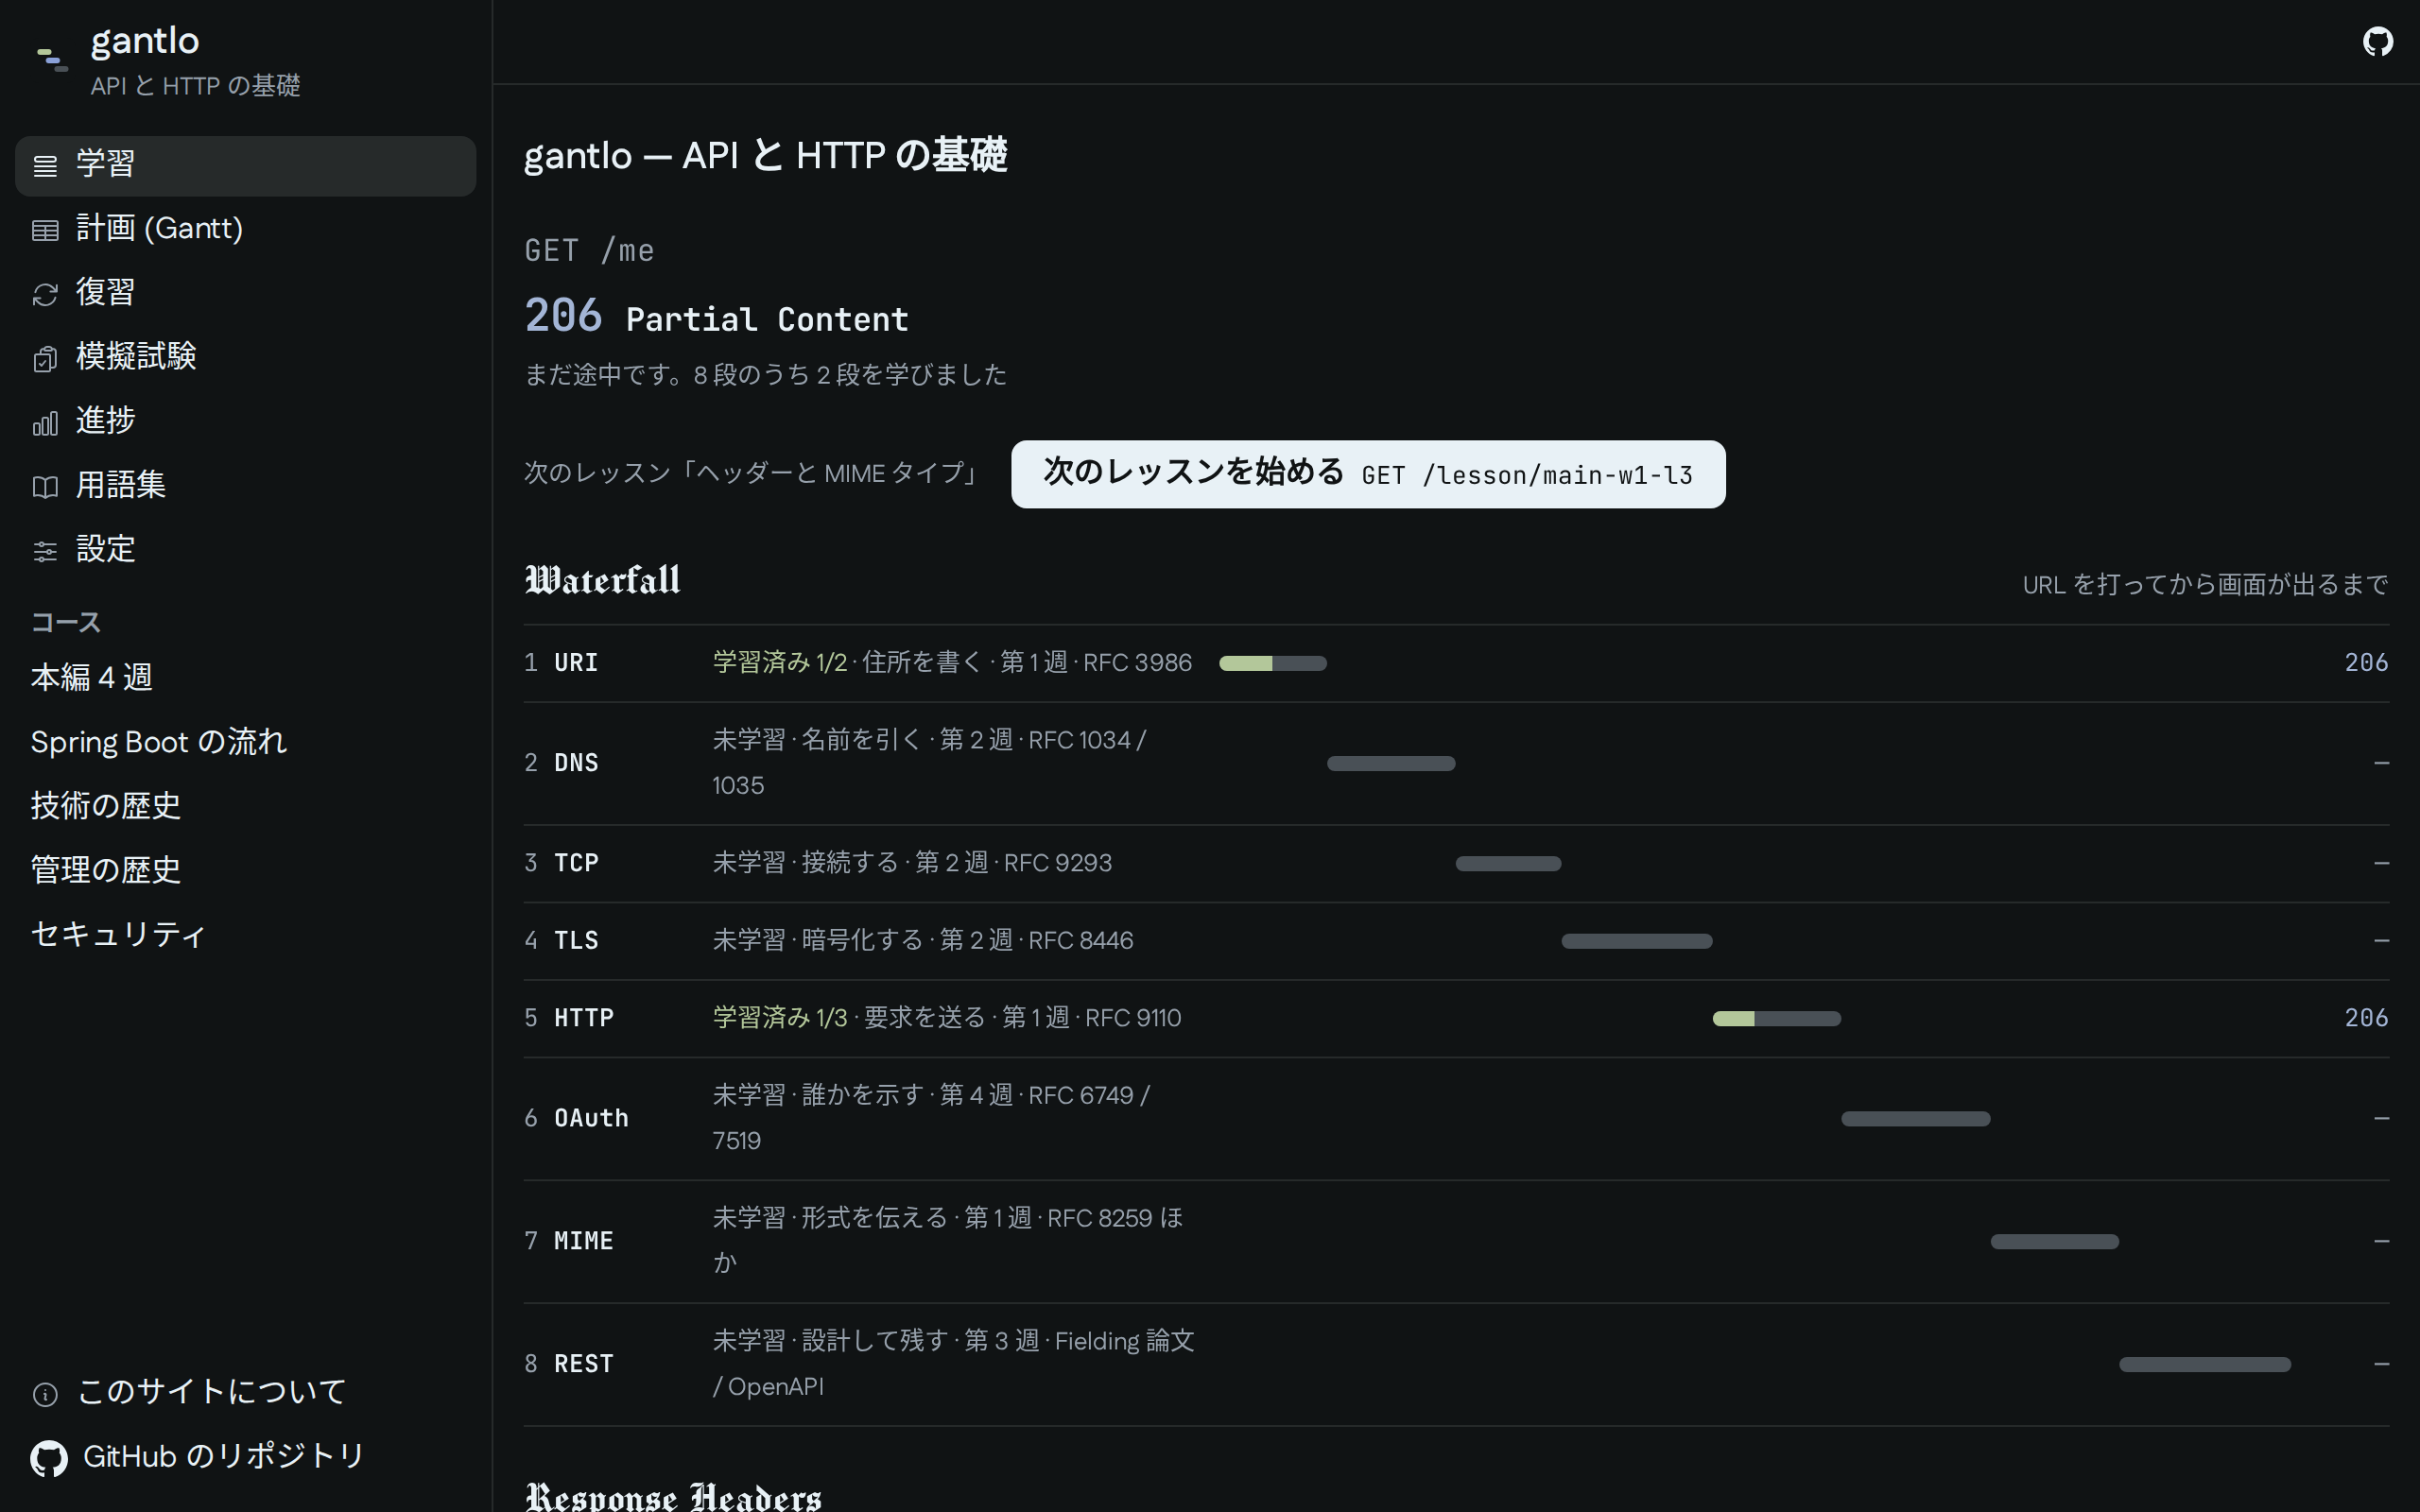 gantlo
API と HTTP の基礎
学習
計画 (Gantt)
復習
模擬試験
進捗
用語集
設定
コース
本編 4 週
Spring Boot の流れ
技術の歴史
管理の歴史
セキュリティ
このサイトについて
GitHub のリポジトリ
gantlo — API と HTTP の基礎
GET /me
206 Partial Content
まだ途中です。8 段のうち 2 段を学びました
次のレッスン「ヘッダーと MIME タイプ」 次のレッスンを始める GET /lesson/main-w1-l3
Waterfall URL を打ってから画面が出るまで
1 URI 学習済み 1/2 · 住所を書く · 第 1 週 · RFC 3986 206
2 DNS 未学習 · 名前を引く · 第 2 週 · RFC 1034 /
1035 —
3 TCP 未学習 · 接続する · 第 2 週 · RFC 9293 —
4 TLS 未学習 · 暗号化する · 第 2 週 · RFC 8446 —
5 HTTP 学習済み 1/3 · 要求を送る · 第 1 週 · RFC 9110 206
6 OAuth 未学習 · 誰かを示す · 第 4 週 · RFC 6749 /
7519 —
7 MIME 未学習 · 形式を伝える · 第 1 週 · RFC 8259 ほ
か —
8 REST 未学習 · 設計して残す · 第 3 週 · Fielding 論文
/ OpenAPI —
Response Headers